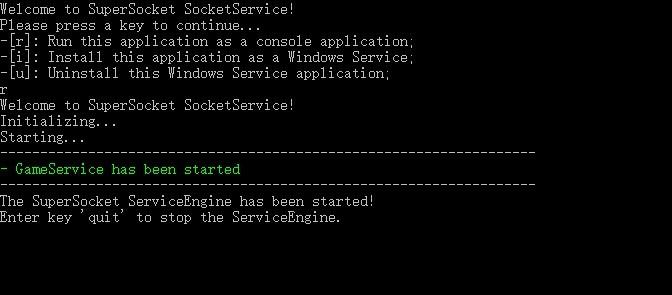 Welcome to SuperSocket SocketService!
Please press a key to continue...
-[r]: Run this application as a console application;
-[i]: Install this application as a Windows Service;
-[u]: Uninstall this Windows Service application;
r
Welcome to SuperSocket SocketService!
Initializing...
Starting...
-------------------------------------------------------------------
- GameService has been started
-------------------------------------------------------------------
The SuperSocket ServiceEngine has been started!
Enter key 'quit' to stop the ServiceEngine.